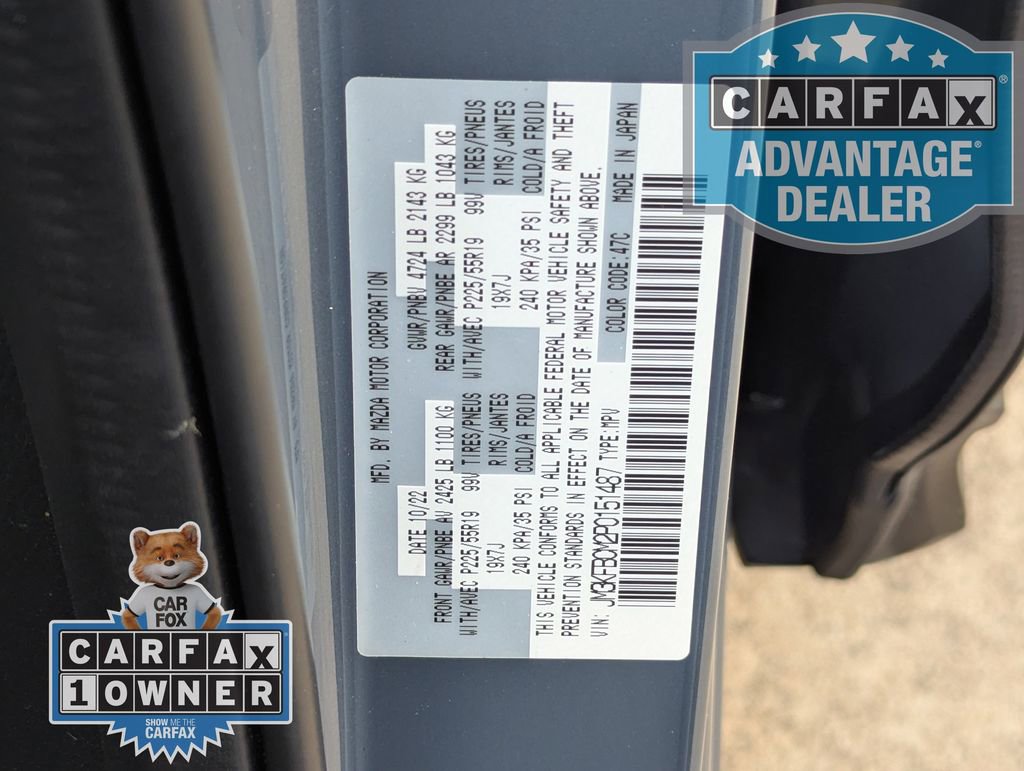 MFD. BY MAZDA MOTOR CORPORATION
DATE 10/22 GVWR/PNBV 4724 LB 2143 KG
FRONT GAWR/PNBE AV 2425 LB 1100 KG REAR GAWR/PNBE AR 2299 LB 1043 KG
WITH/AVEC P225/55R19 99V TIRES/PNEUS WITH/AVEC P225/55R19 99V TIRES/PNEUS
19X7J RIMS/JANTES 19X7J RIMS/JANTES
240 KPA/35 PSI COLD/A FROID 240 KPA/35 PSI COLD/A FROID
THIS VEHICLE CONFORMS TO ALL APPLICABLE FEDERAL MOTOR VEHICLE SAFETY AND THEFT
PREVENTION STANDARDS IN EFFECT ON THE DATE OF MANUFACTURE SHOWN ABOVE.
VIN: JM3KFBCY2P0151487 TYPE:MPV COLOR CODE:47C MADE IN JAPAN
CARFAX®
ADVANTAGE®
DEALER
CAR
FOX
CARFAX
1 OWNER
SHOW ME THE
CARFAX